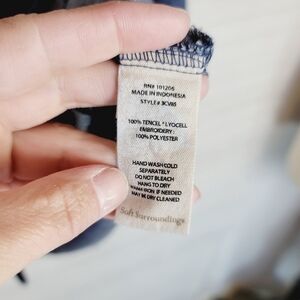 RN# 101206
MADE IN INDONESIA
STYLE# 3CV85
100% TENCEL* LYOCELL
EMBROIDERY:
100% POLYESTER
HAND WASH COLD
SEPARATELY
DO NOT BLEACH
HANG TO DRY
IRON IF NEEDED
MAY BE DRY CLEANED
Soft Surroundings